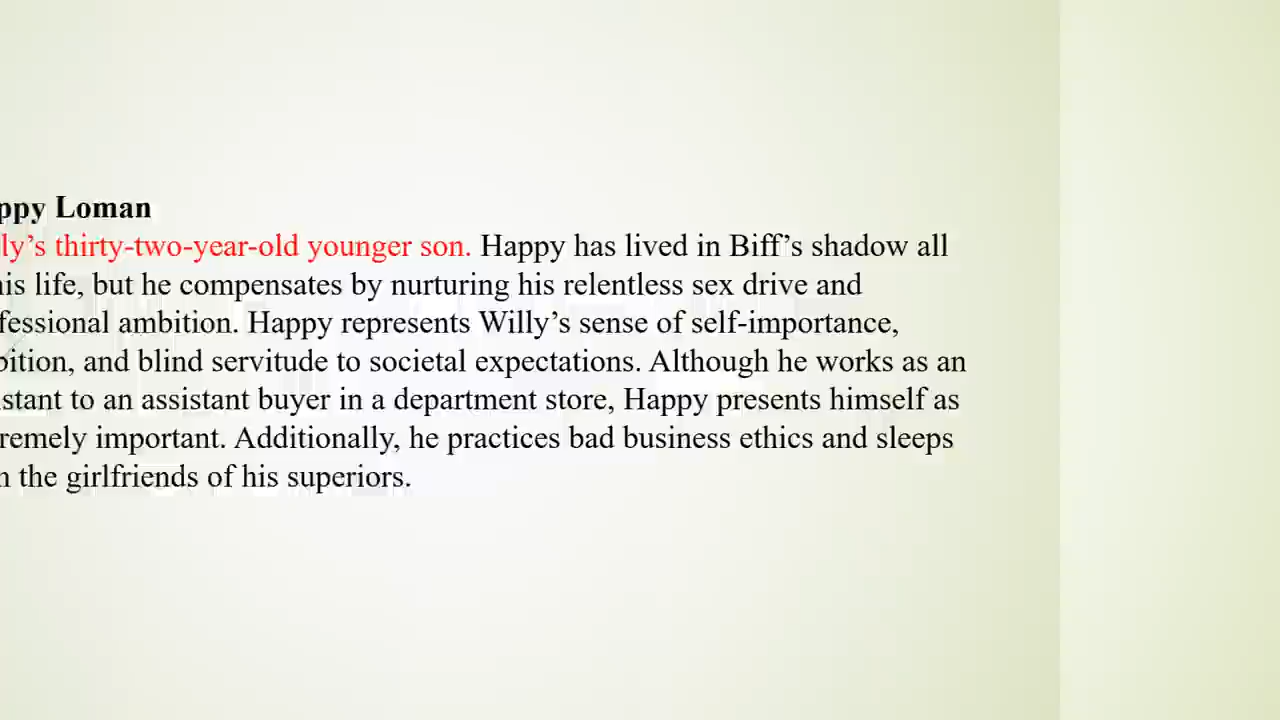 ppy Loman
ly’s thirty-two-year-old younger son. Happy has lived in Biff’s shadow all
his life, but he compensates by nurturing his relentless sex drive and
fessional ambition. Happy represents Willy’s sense of self-importance,
bition, and blind servitude to societal expectations. Although he works as an
stant to an assistant buyer in a department store, Happy presents himself as
remely important. Additionally, he practices bad business ethics and sleeps
h the girlfriends of his superiors.